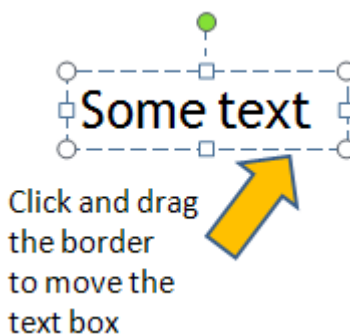 Some text
Click and drag
the border
to move the
text box